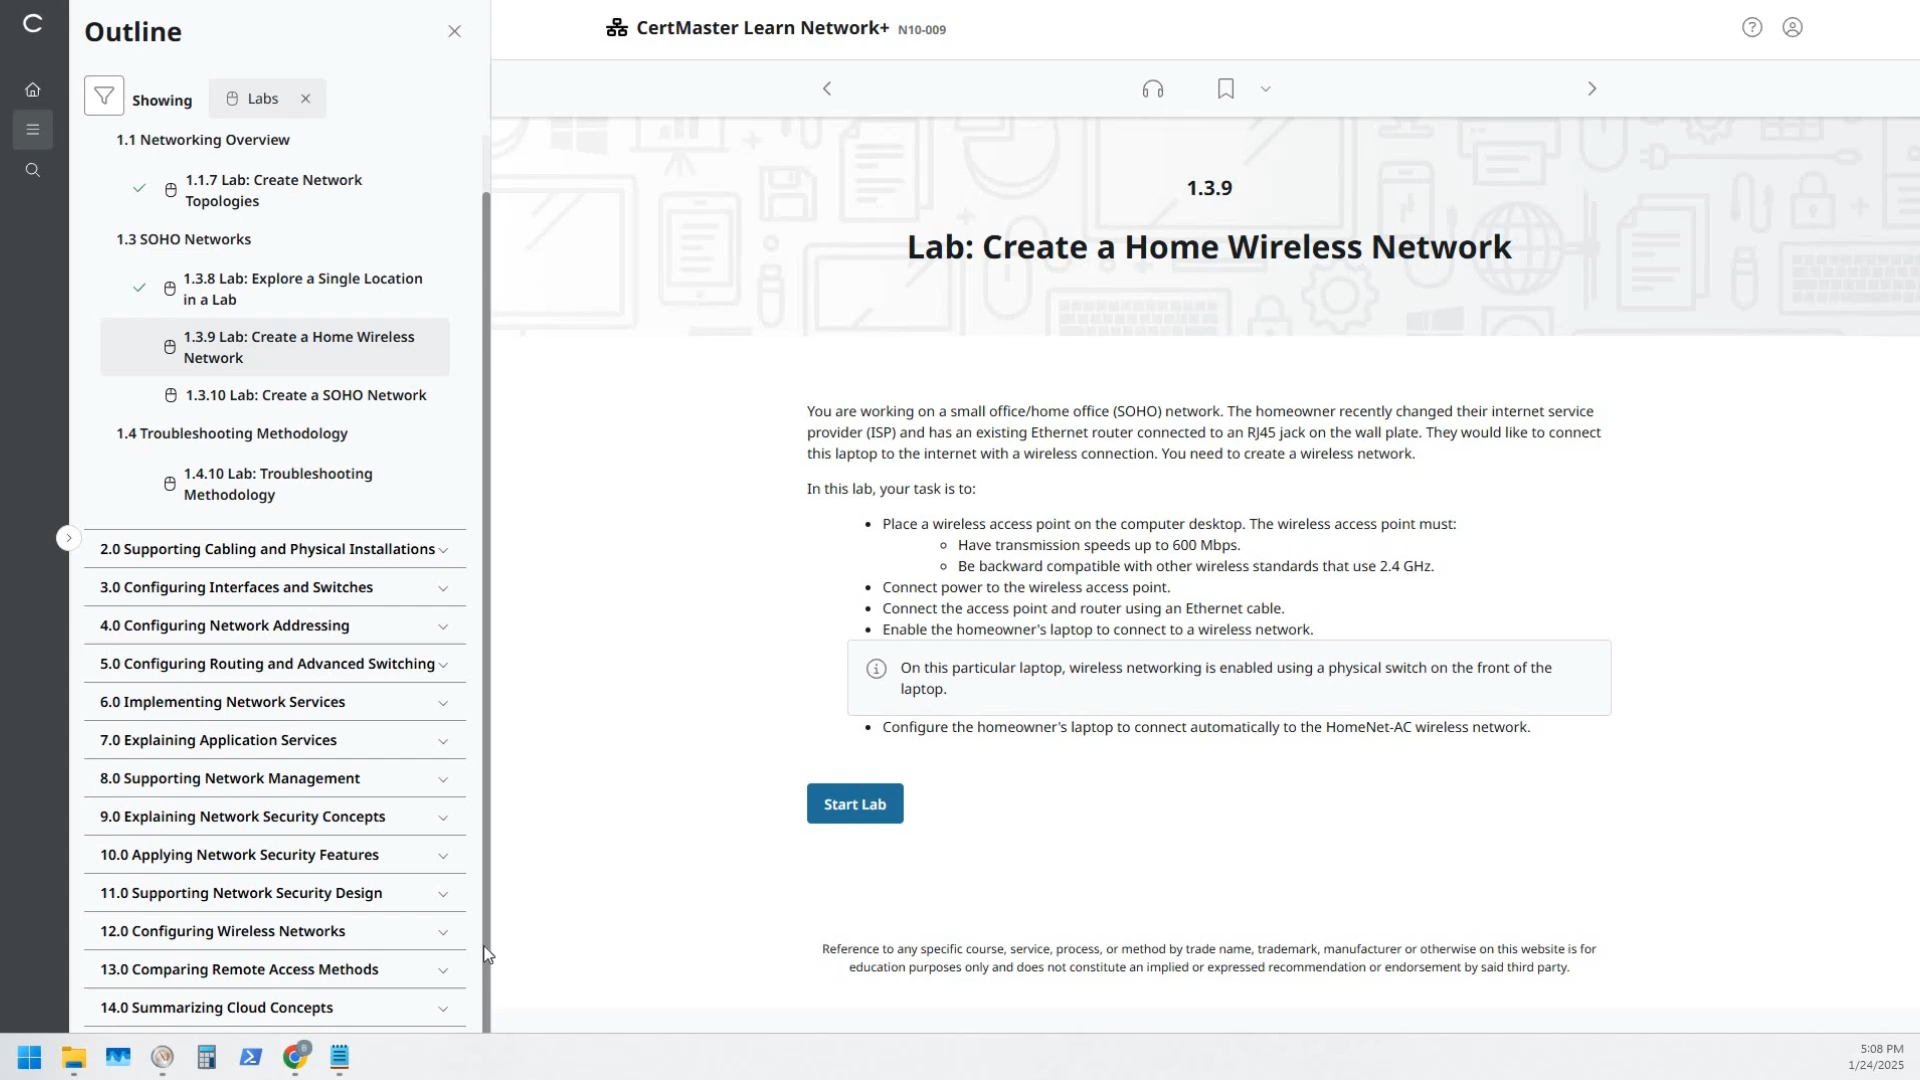 Outline
Showing
Labs
1.1 Networking Overview
1.1.7 Lab: Create Network
Topologies
1.3 SOHO Networks
1.3.8 Lab: Explore a Single Location
in a Lab
1.3.9 Lab: Create a Home Wireless
Network
1.3.10 Lab: Create a SOHO Network
1.4 Troubleshooting Methodology
1.4.10 Lab: Troubleshooting
Methodology
2.0 Supporting Cabling and Physical Installations
3.0 Configuring Interfaces and Switches
4.0 Configuring Network Addressing
5.0 Configuring Routing and Advanced Switching
6.0 Implementing Network Services
7.0 Explaining Application Services
8.0 Supporting Network Management
9.0 Explaining Network Security Concepts
10.0 Applying Network Security Features
11.0 Supporting Network Security Design
12.0 Configuring Wireless Networks
13.0 Comparing Remote Access Methods
14.0 Summarizing Cloud Concepts
CertMaster Learn Network+ N10-009
1.3.9
Lab: Create a Home Wireless Network
You are working on a small office/home office (SOHO) network. The homeowner recently changed their internet service
provider (ISP) and has an existing Ethernet router connected to an RJ45 jack on the wall plate. They would like to connect
this laptop to the internet with a wireless connection. You need to create a wireless network.
In this lab, your task is to:
• Place a wireless access point on the computer desktop. The wireless access point must:
◦ Have transmission speeds up to 600 Mbps.
◦ Be backward compatible with other wireless standards that use 2.4 GHz.
• Connect power to the wireless access point.
• Connect the access point and router using an Ethernet cable.
• Enable the homeowner's laptop to connect to a wireless network.
On this particular laptop, wireless networking is enabled using a physical switch on the front of the
laptop.
• Configure the homeowner's laptop to connect automatically to the HomeNet-AC wireless network.
Start Lab
Reference to any specific course, service, process, or method by trade name, trademark, manufacturer or otherwise on this website is for
education purposes only and does not constitute an implied or expressed recommendation or endorsement by said third party.
5:08 PM
1/24/2025